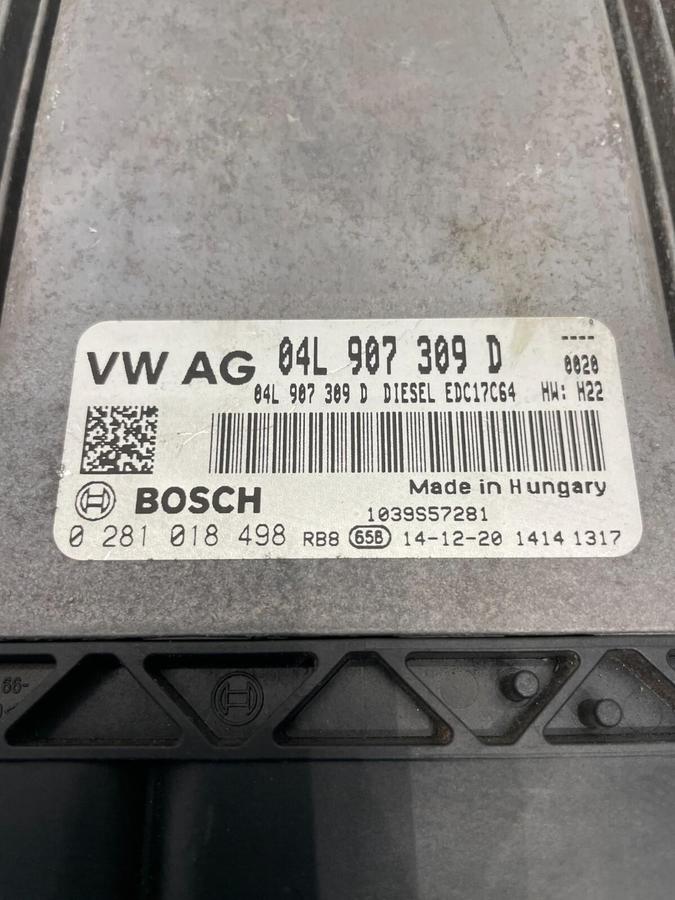 VW AG 04L 907 309 D ----
0020
04L 907 309 D DIESEL EDC17C64 HW: H22
Made in Hungary
BOSCH
1039S57281
0 281 018 498 RB8 65B 14-12-20 1414 1317
66-